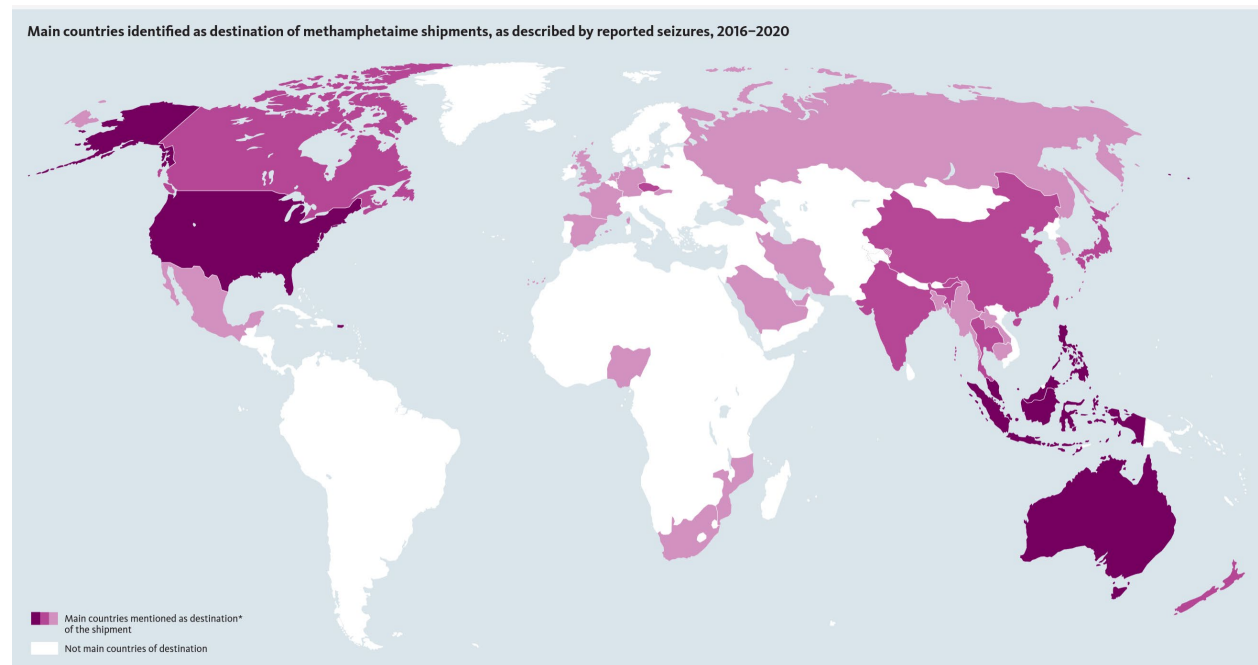 Main countries identified as destination of methamphetaime shipments, as described by reported seizures, 2016–2020
Main countries mentioned as destination*
of the shipment
Not main countries of destination